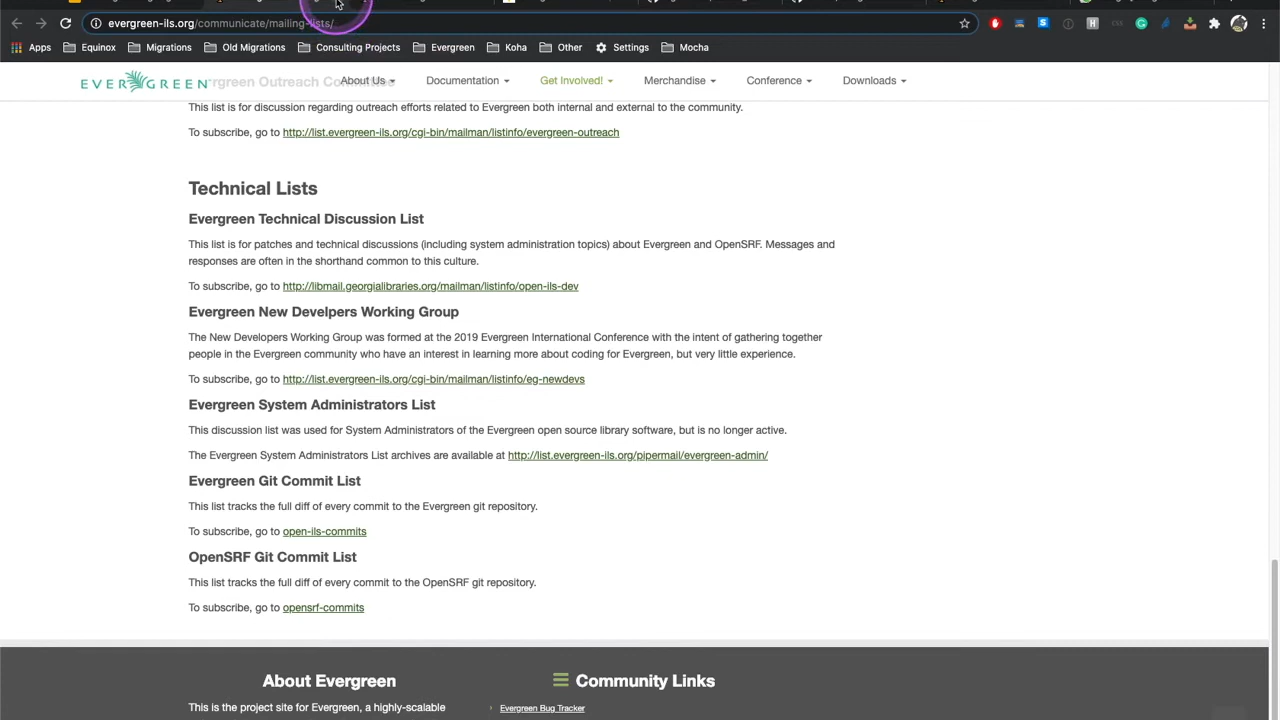 evergreen-ils.org/communicate/mailing-lists/
Apps Equinox Migrations Old Migrations Consulting Projects Evergreen Koha Other Settings Mocha
EVERGREEN About Us Documentation Get Involved! Merchandise Conference Downloads
This list is for discussion regarding outreach efforts related to Evergreen both internal and external to the community.
To subscribe, go to http://list.evergreen-ils.org/cgi-bin/mailman/listinfo/evergreen-outreach
Technical Lists
Evergreen Technical Discussion List
This list is for patches and technical discussions (including system administration topics) about Evergreen and OpenSRF. Messages and
responses are often in the shorthand common to this culture.
To subscribe, go to http://libmail.georgialibraries.org/mailman/listinfo/open-ils-dev
Evergreen New Develpers Working Group
The New Developers Working Group was formed at the 2019 Evergreen International Conference with the intent of gathering together
people in the Evergreen community who have an interest in learning more about coding for Evergreen, but very little experience.
To subscribe, go to http://list.evergreen-ils.org/cgi-bin/mailman/listinfo/eg-newdevs
Evergreen System Administrators List
This discussion list was used for System Administrators of the Evergreen open source library software, but is no longer active.
The Evergreen System Administrators List archives are available at http://list.evergreen-ils.org/pipermail/evergreen-admin/
Evergreen Git Commit List
This list tracks the full diff of every commit to the Evergreen git repository.
To subscribe, go to open-ils-commits
OpenSRF Git Commit List
This list tracks the full diff of every commit to the OpenSRF git repository.
To subscribe, go to opensrf-commits
About Evergreen
This is the project site for Evergreen, a highly-scalable
Community Links
Evergreen Bug Tracker